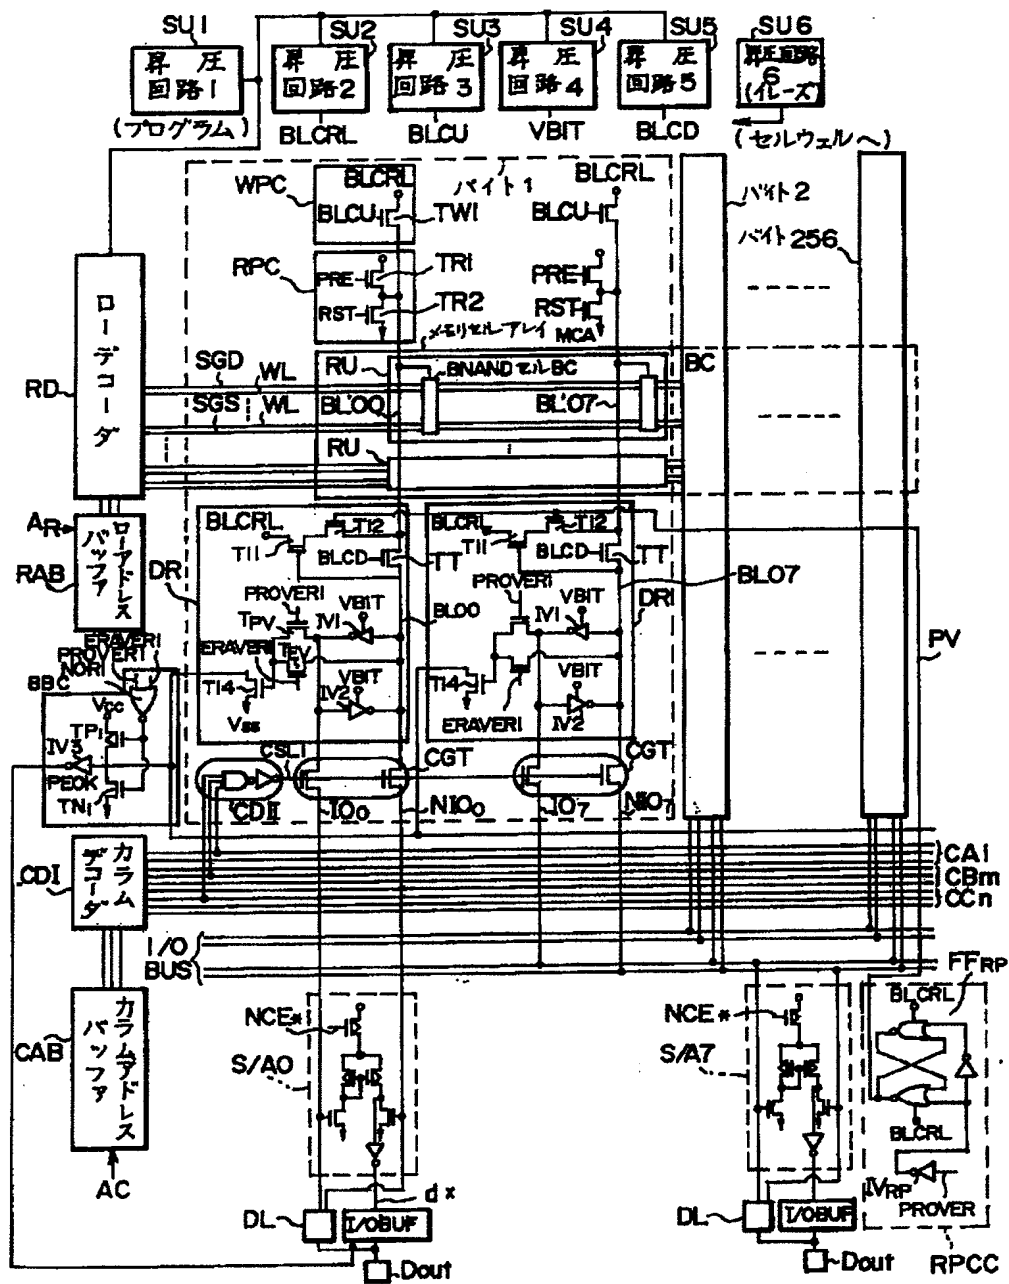 SU1
SU2
SU3
SU4
SU5
SU6
昇圧
回路1
昇圧
回路2
昇圧
回路3
昇圧
回路4
昇圧
回路5
昇圧回路
6
(イレーズ)
(プログラム)
BLCRL
BLCU
VBIT
BLCD
(セルウェルへ)
WPC
BLCRL
バイト1
BLCRL
バイト2
BLCU
TW1
BLCU
バイト256
RPC
PRE
TR1
PRE
RST
TR2
RST
メモリセルアレイ
MCA
ローデコーダ
RD
SGD
WL
RU
BNANDセルBC
BC
SGS
WL
BL'00
BL'07
RU
AR
ローアドレス
バッファ
RAB
DR
BLCRL
T12
T11
BLCD
TT
BLCRL
T12
T11
BLCD
TT
BL07
PROVER1
VBIT
IV1
TPV
BL00
PROVER1
VBIT
IV1
DR1
ERAVER1
TEV
VBIT
IV2
T14
VSS
VBIT
T14
ERAVER1
IV2
PV
ERAVER1
PROVER1
NOR1
BBC
VCC
TP1
IV3
PEOK
TN1
CSL1
CGT
CGT
CDII
IO0
NIO0
IO7
NIO7
CDI
カラム
デコーダ
CAl
CBm
CCn
I/O
BUS
FFRP
CAB
カラムアドレス
バッファ
AC
NCE*
S/A0
NCE*
S/A7
BLCRL
BLCRL
IVRP
PROVER
dx
DL
I/OBUF
Dout
DL
I/OBUF
Dout
RPCC